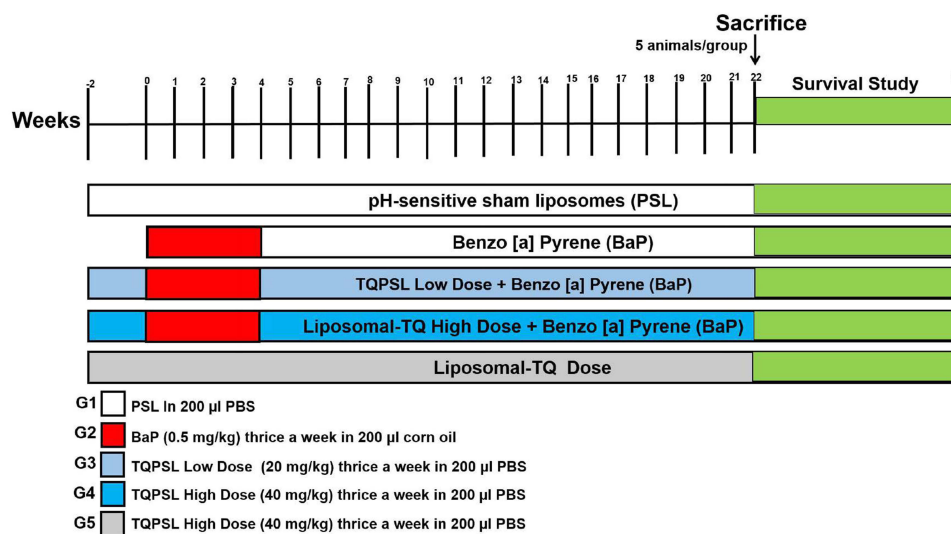 Sacrifice
5 animals/group
-2 0 1 2 3 4 5 6 7 8 9 10 11 12 13 14 15 16 17 18 19 20 21 22
Survival Study
Weeks
pH-sensitive sham liposomes (PSL)
Benzo [a] Pyrene (BaP)
TQPSL Low Dose + Benzo [a] Pyrene (BaP)
Liposomal-TQ High Dose + Benzo [a] Pyrene (BaP)
Liposomal-TQ Dose
G1 PSL In 200 µl PBS
G2 BaP (0.5 mg/kg) thrice a week in 200 µl corn oil
G3 TQPSL Low Dose (20 mg/kg) thrice a week in 200 µl PBS
G4 TQPSL High Dose (40 mg/kg) thrice a week in 200 µl PBS
G5 TQPSL High Dose (40 mg/kg) thrice a week in 200 µl PBS